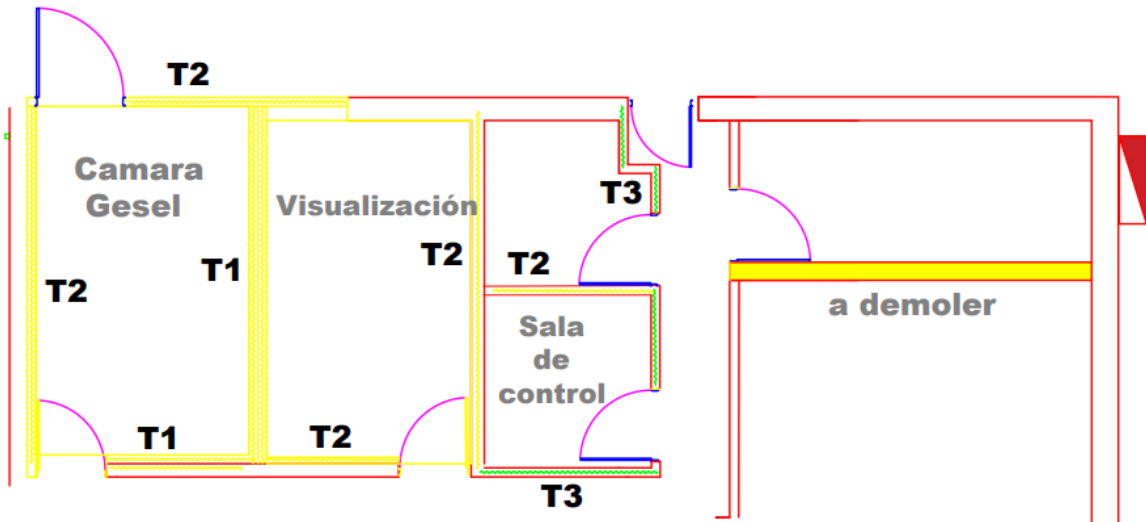 T2
Camara
Gesel
Visualización
T3
T2
T2
T1
T2
a demoler
Sala
de
control
T1
T2
T3